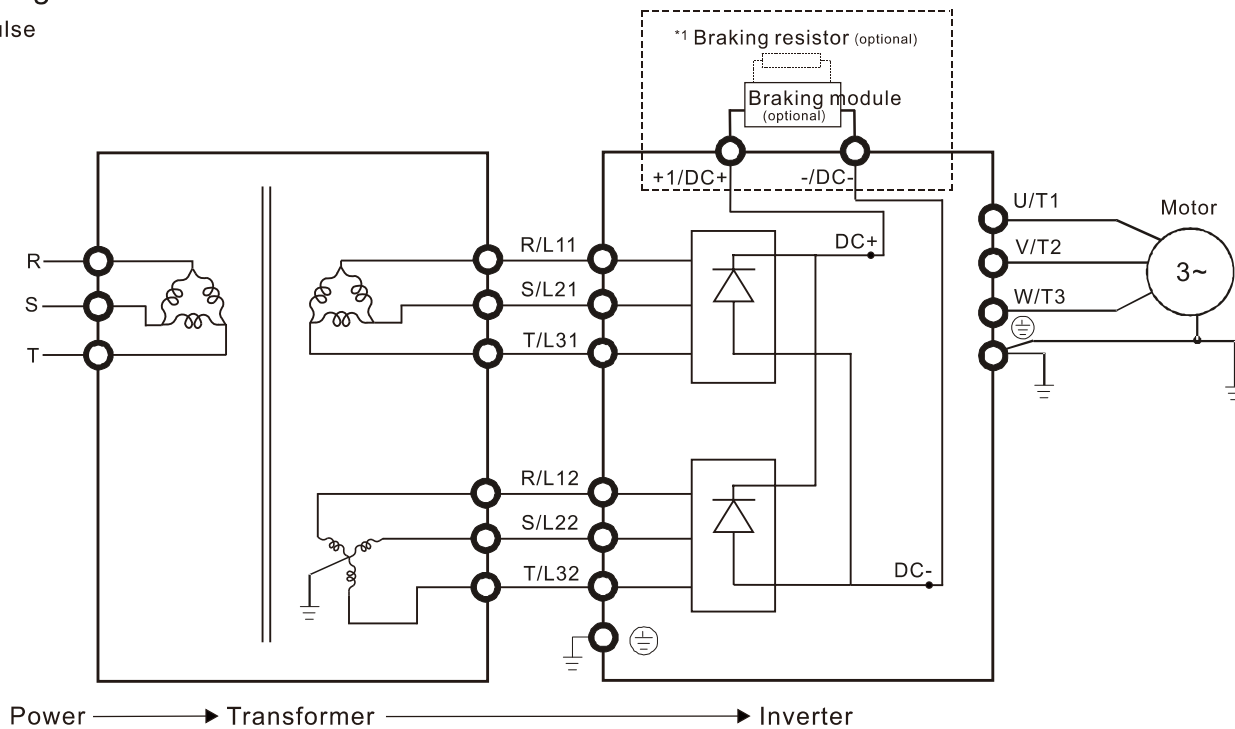 *1 Braking resistor (optional)
Braking module
(optional)
+1/DC+
-/DC-
U/T1
Motor
V/T2
3~
W/T3
R
S
T
R/L11
S/L21
T/L31
DC+
R/L12
S/L22
T/L32
DC-
Power
Transformer
Inverter